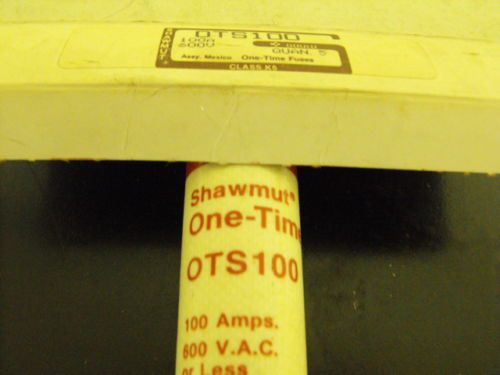 OTS100
100A
600V
QUAN. 5
Assy. Mexico One-Time Fuses
CLASS K5
Shawmut®
One-Time
OTS100
100 Amps.
600 V.A.C.
or Less